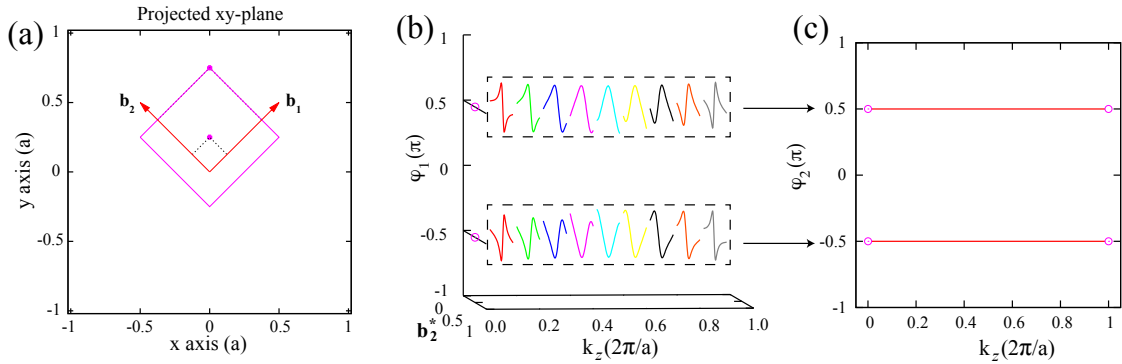 (a)
Projected xy-plane
1
0.5
0
-0.5
-1
-1
-0.5
0
0.5
1
y axis (a)
x axis (a)
b₂
b₁
(b)
1
0.5
0
-0.5
-1
φ₁(π)
0
0.5
1
b₂*
0.0
0.2
0.4
0.6
0.8
1.0
k_z(2π/a)
(c)
1
0.5
0
-0.5
-1
φ₂(π)
0
0.2
0.4
0.6
0.8
1
k_z(2π/a)